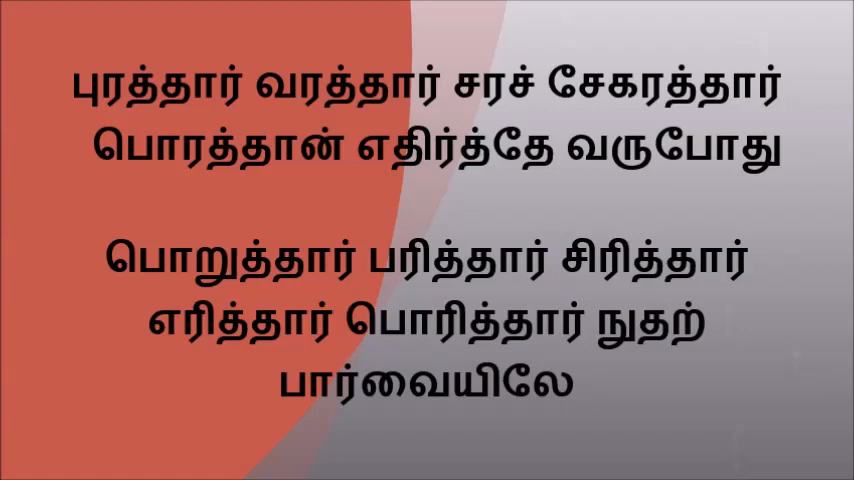 புரத்தார் வரத்தார் சரச் சேகரத்தார்
பொரத்தான் எதிர்த்தே வருபோது
பொறுத்தார் பரித்தார் சிரித்தார்
எரித்தார் பொரித்தார் நுதற்
பார்வையிலே